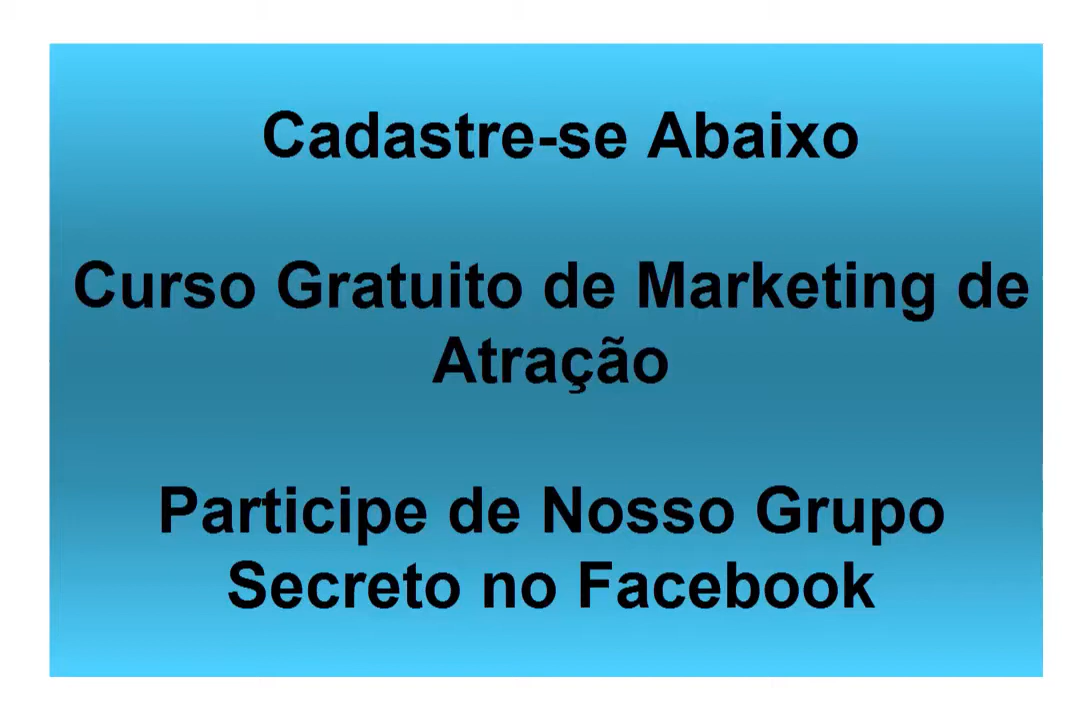 Cadastre-se Abaixo
Curso Gratuito de Marketing de
Atração
Participe de Nosso Grupo
Secreto no Facebook